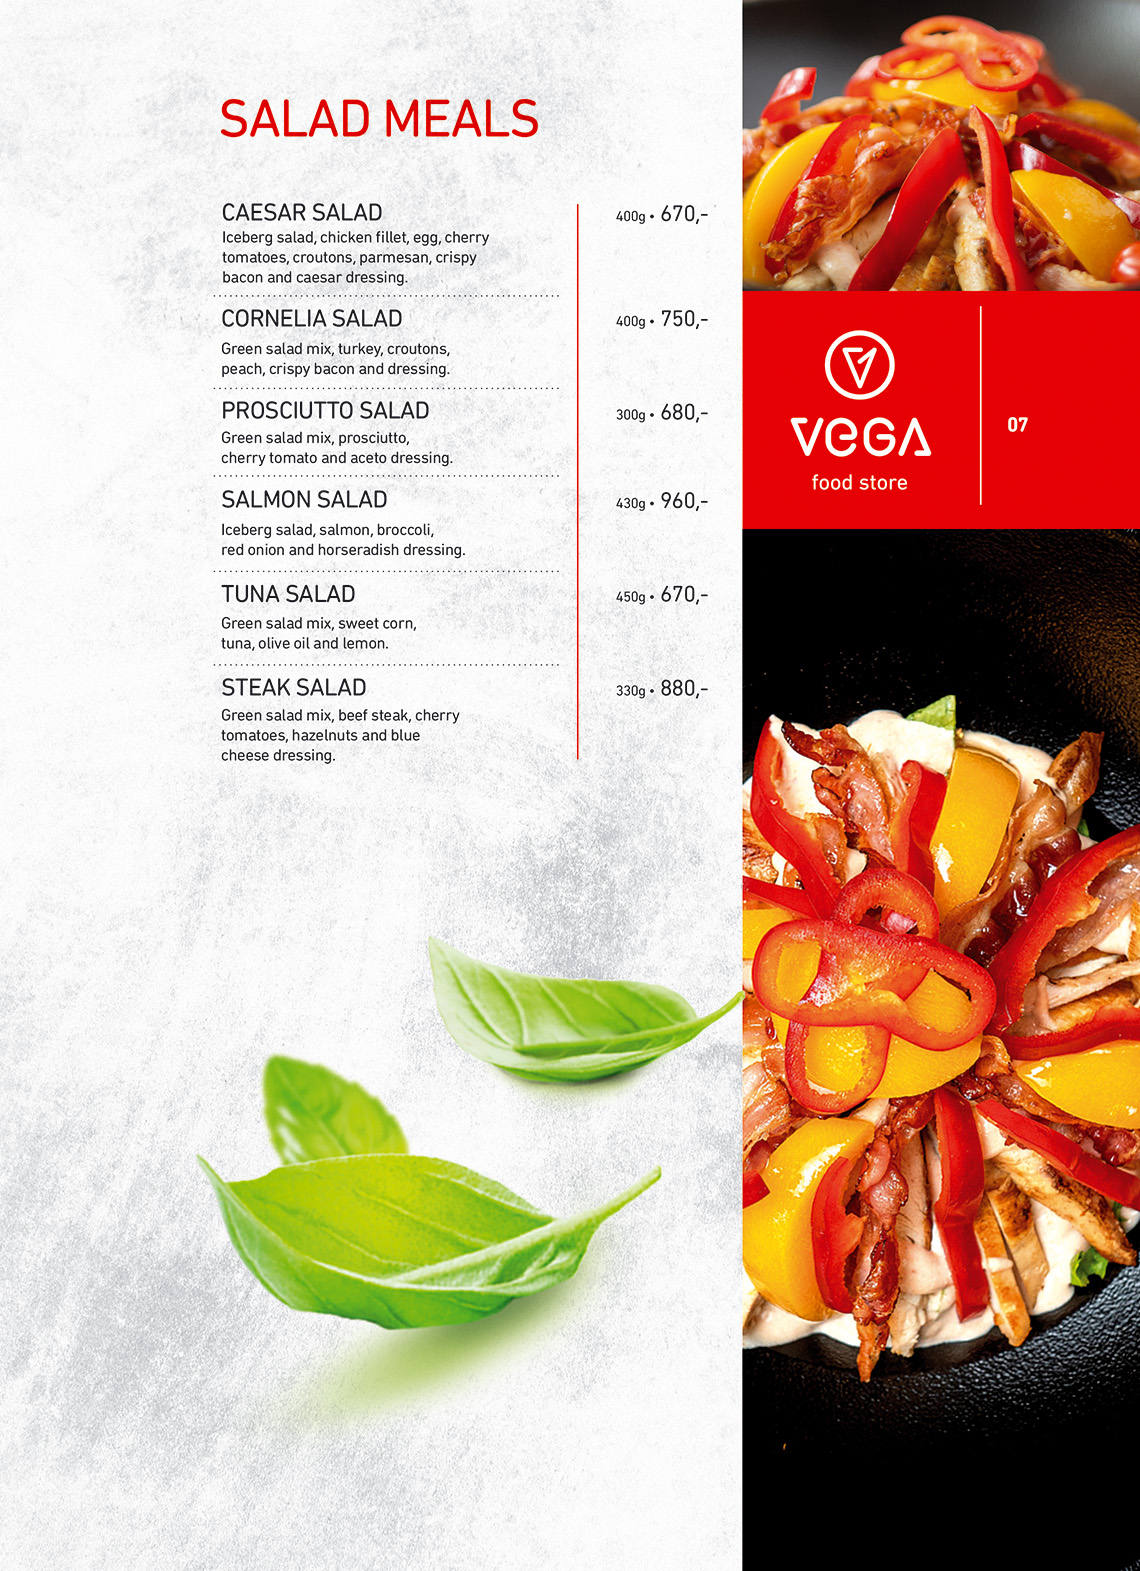 SALAD MEALS
CAESAR SALAD
400g • 670,-
Iceberg salad, chicken fillet, egg, cherry
tomatoes, croutons, parmesan, crispy
bacon and caesar dressing.
CORNELIA SALAD
400g • 750,-
Green salad mix, turkey, croutons,
peach, crispy bacon and dressing.
PROSCIUTTO SALAD
300g • 680,-
Green salad mix, prosciutto,
cherry tomato and aceto dressing.
SALMON SALAD
430g • 960,-
Iceberg salad, salmon, broccoli,
red onion and horseradish dressing.
TUNA SALAD
450g • 670,-
Green salad mix, sweet corn,
tuna, olive oil and lemon.
STEAK SALAD
330g • 880,-
Green salad mix, beef steak, cherry
tomatoes, hazelnuts and blue
cheese dressing.
VEGA
food store
07